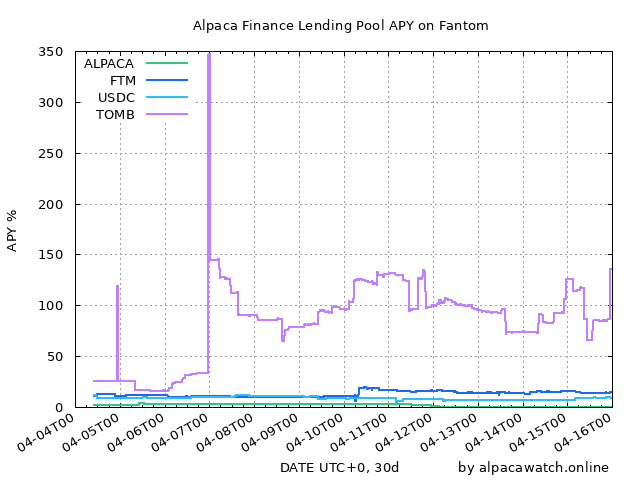 Alpaca Finance Lending Pool APY on Fantom
350
300
250
200
150
100
50
0
APY %
ALPACA
FTM
USDC
TOMB
04-04T00
04-05T00
04-06T00
04-07T00
04-08T00
04-09T00
04-10T00
04-11T00
04-12T00
04-13T00
04-14T00
04-15T00
04-16T00
DATE UTC+0, 30d
by alpacawatch.online